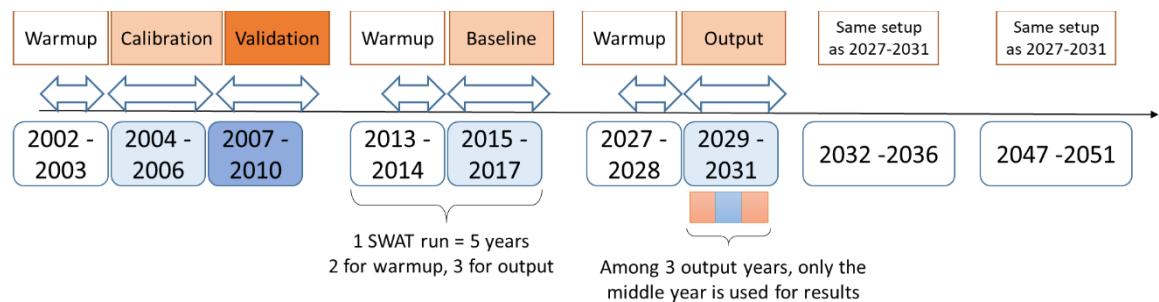 Warmup
Calibration
Validation
Warmup
Baseline
Warmup
Output
Same setup
as 2027-2031
Same setup
as 2027-2031
2002 -
2003
2004 -
2006
2007 -
2010
2013 -
2014
2015 -
2017
2027 -
2028
2029 -
2031
2032 -2036
2047 -2051
1 SWAT run = 5 years
2 for warmup, 3 for output
Among 3 output years, only the
middle year is used for results